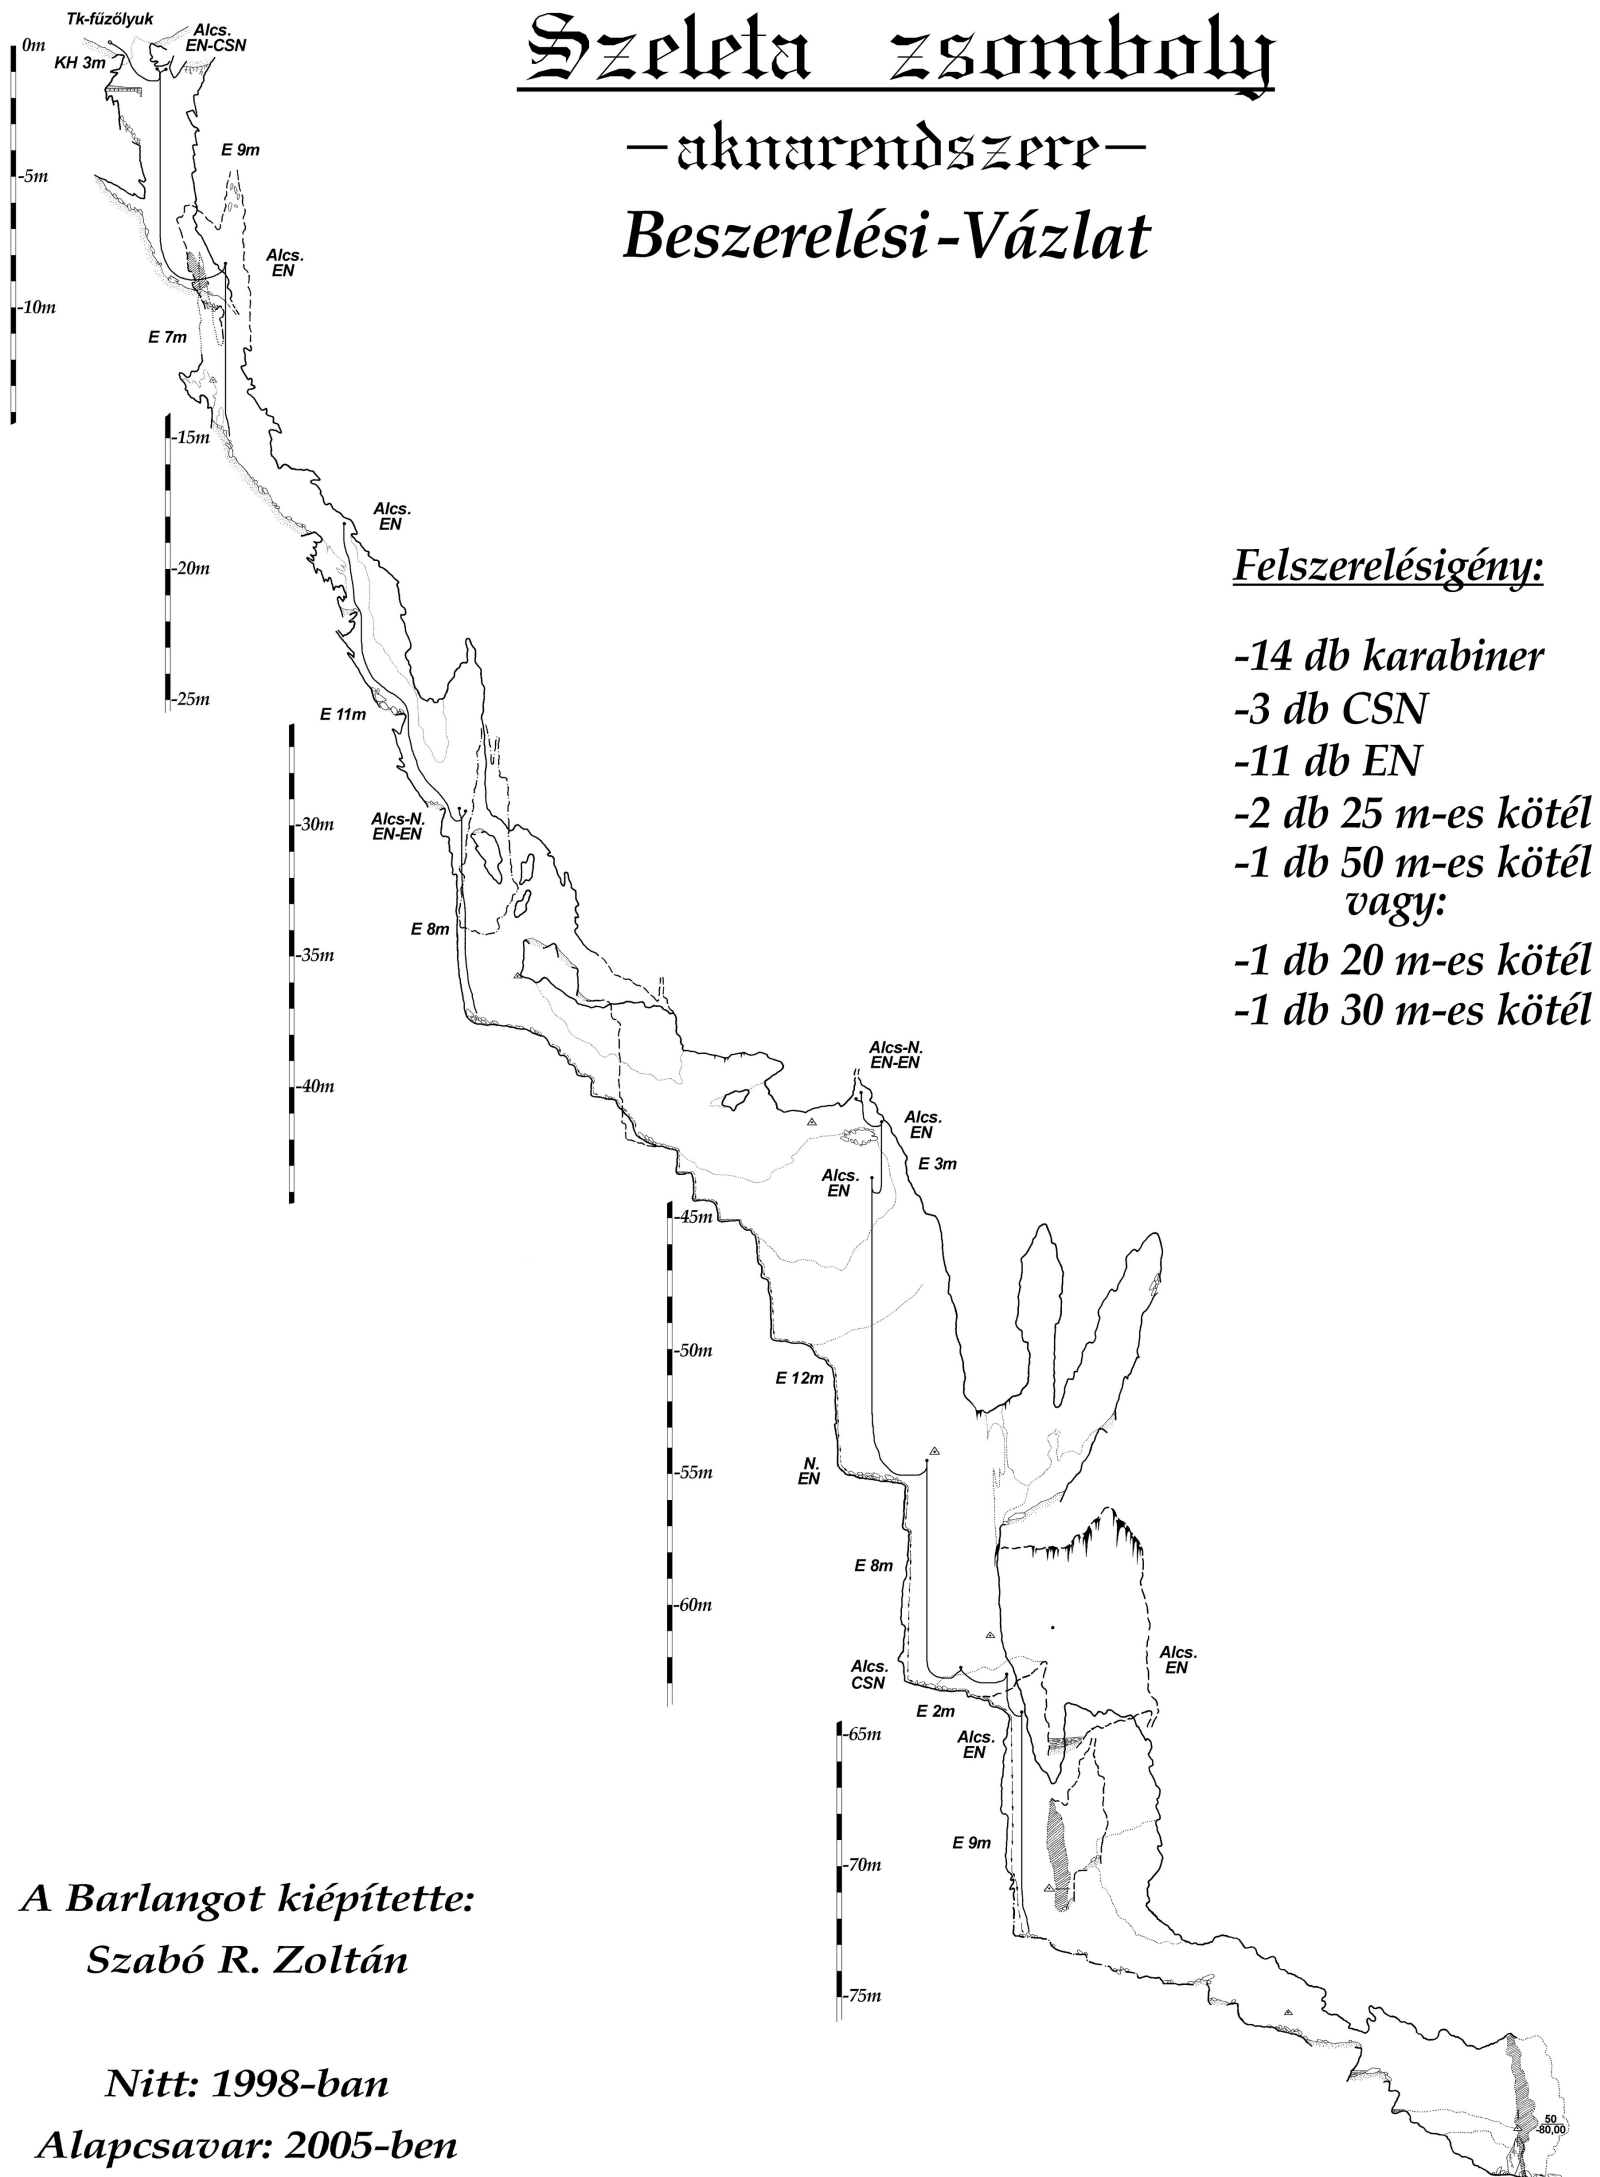 Szeleta zsomboly
-aknarendszere-
Beszerelési-Vázlat
Tk-fűzőlyuk
Alcs.
EN-CSN
0m
KH 3m
E 9m
-5m
Alcs.
EN
-10m
E 7m
-15m
Alcs.
EN
-20m
-25m
E 11m
Alcs-N.
EN-EN
-30m
E 8m
-35m
-40m
Alcs-N.
EN-EN
Alcs.
EN
E 3m
Alcs.
EN
-45m
-50m
E 12m
N.
EN
-55m
E 8m
-60m
Alcs.
EN
Alcs.
CSN
E 2m
Alcs.
EN
-65m
E 9m
-70m
-75m
50
-80,00
Felszerelésigény:
-14 db karabiner
-3 db CSN
-11 db EN
-2 db 25 m-es kötél
-1 db 50 m-es kötél
vagy:
-1 db 20 m-es kötél
-1 db 30 m-es kötél
A Barlangot kiépítette:
Szabó R. Zoltán
Nitt: 1998-ban
Alapcsavar: 2005-ben